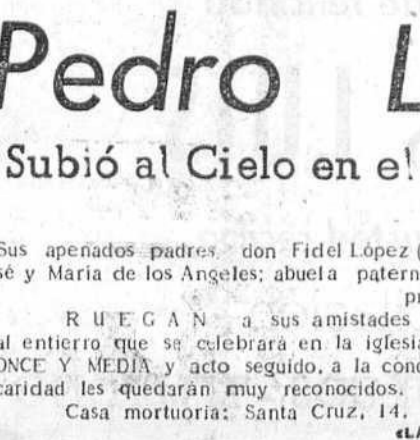 Pedro L
Subió al Cielo en el
Sus apenados padres, don Fidel López (
sé y María de los Angeles; abuela patern
pr
RUEGAN a sus amistades
al entierro que se celebrará en la iglesia
ONCE Y MEDIA y acto seguido, a la cond
caridad les quedarán muy reconocidos.
Casa mortuoria: Santa Cruz, 14.
«LA